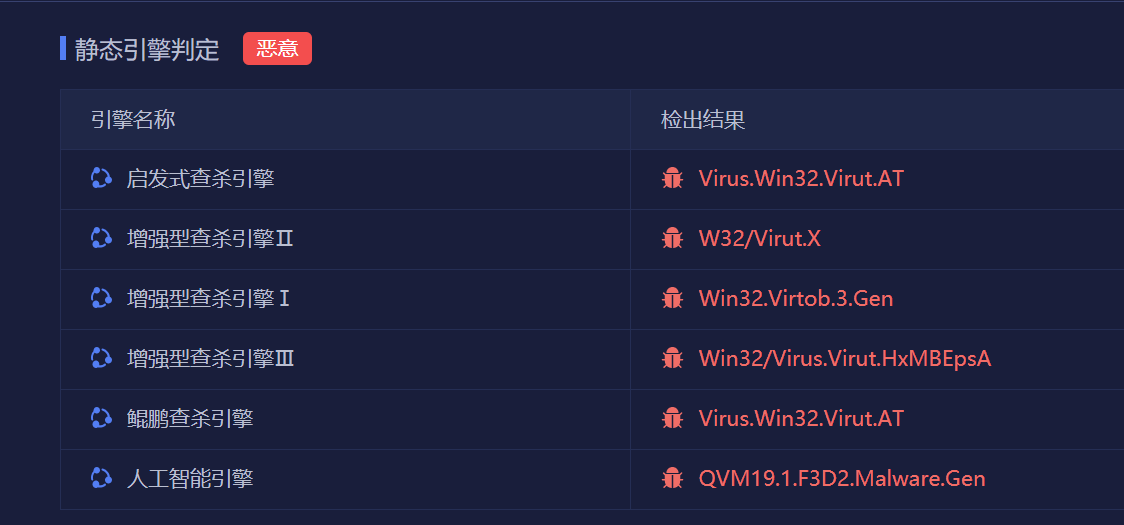 静态引擎判定 恶意
引擎名称 检出结果
启发式查杀引擎 Virus.Win32.Virut.AT
增强型查杀引擎Ⅱ W32/Virut.X
增强型查杀引擎Ⅰ Win32.Virtob.3.Gen
增强型查杀引擎Ⅲ Win32/Virus.Virut.HxMBEpsA
鲲鹏查杀引擎 Virus.Win32.Virut.AT
人工智能引擎 QVM19.1.F3D2.Malware.Gen